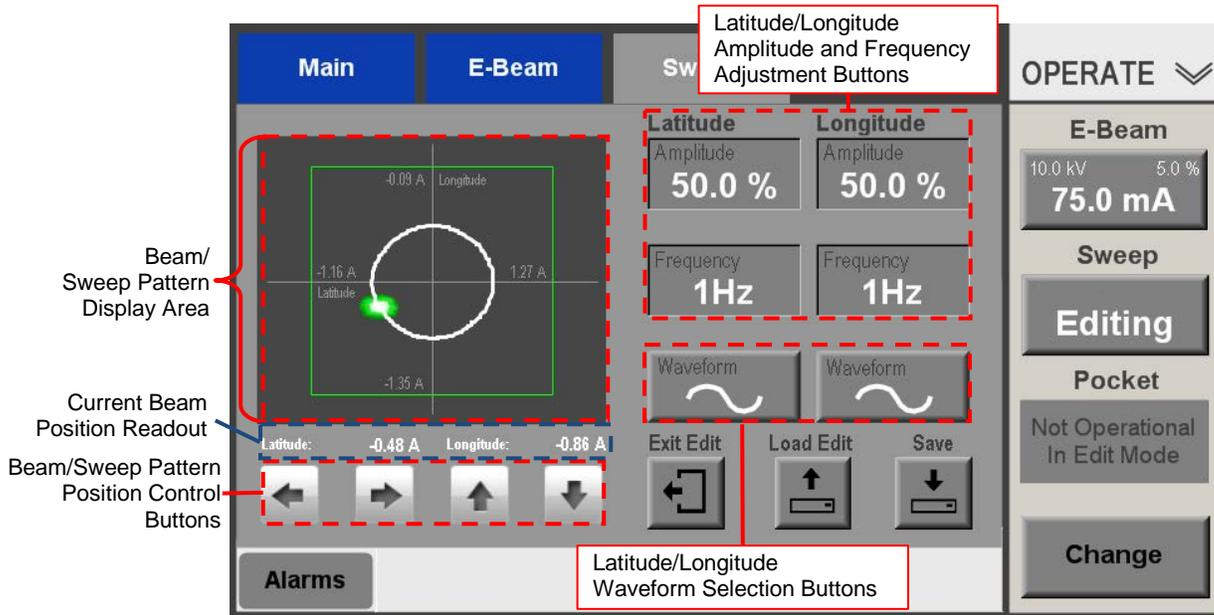 Latitude/Longitude
Amplitude and Frequency
Adjustment Buttons
Main
E-Beam
Sw
OPERATE
Latitude
Longitude
Amplitude
50.0 %
Amplitude
50.0 %
Frequency
1Hz
Frequency
1Hz
Waveform
Waveform
-0.09 A
Longitude
-1.16 A
Latitude
1.27 A
-1.35 A
Beam/
Sweep Pattern
Display Area
Current Beam
Position Readout
Latitude: -0.48 A Longitude: -0.86 A
Beam/Sweep Pattern
Position Control
Buttons
Exit Edit
Load Edit
Save
Latitude/Longitude
Waveform Selection Buttons
Alarms
E-Beam
10.0 kV 5.0 %
75.0 mA
Sweep
Editing
Pocket
Not Operational
In Edit Mode
Change